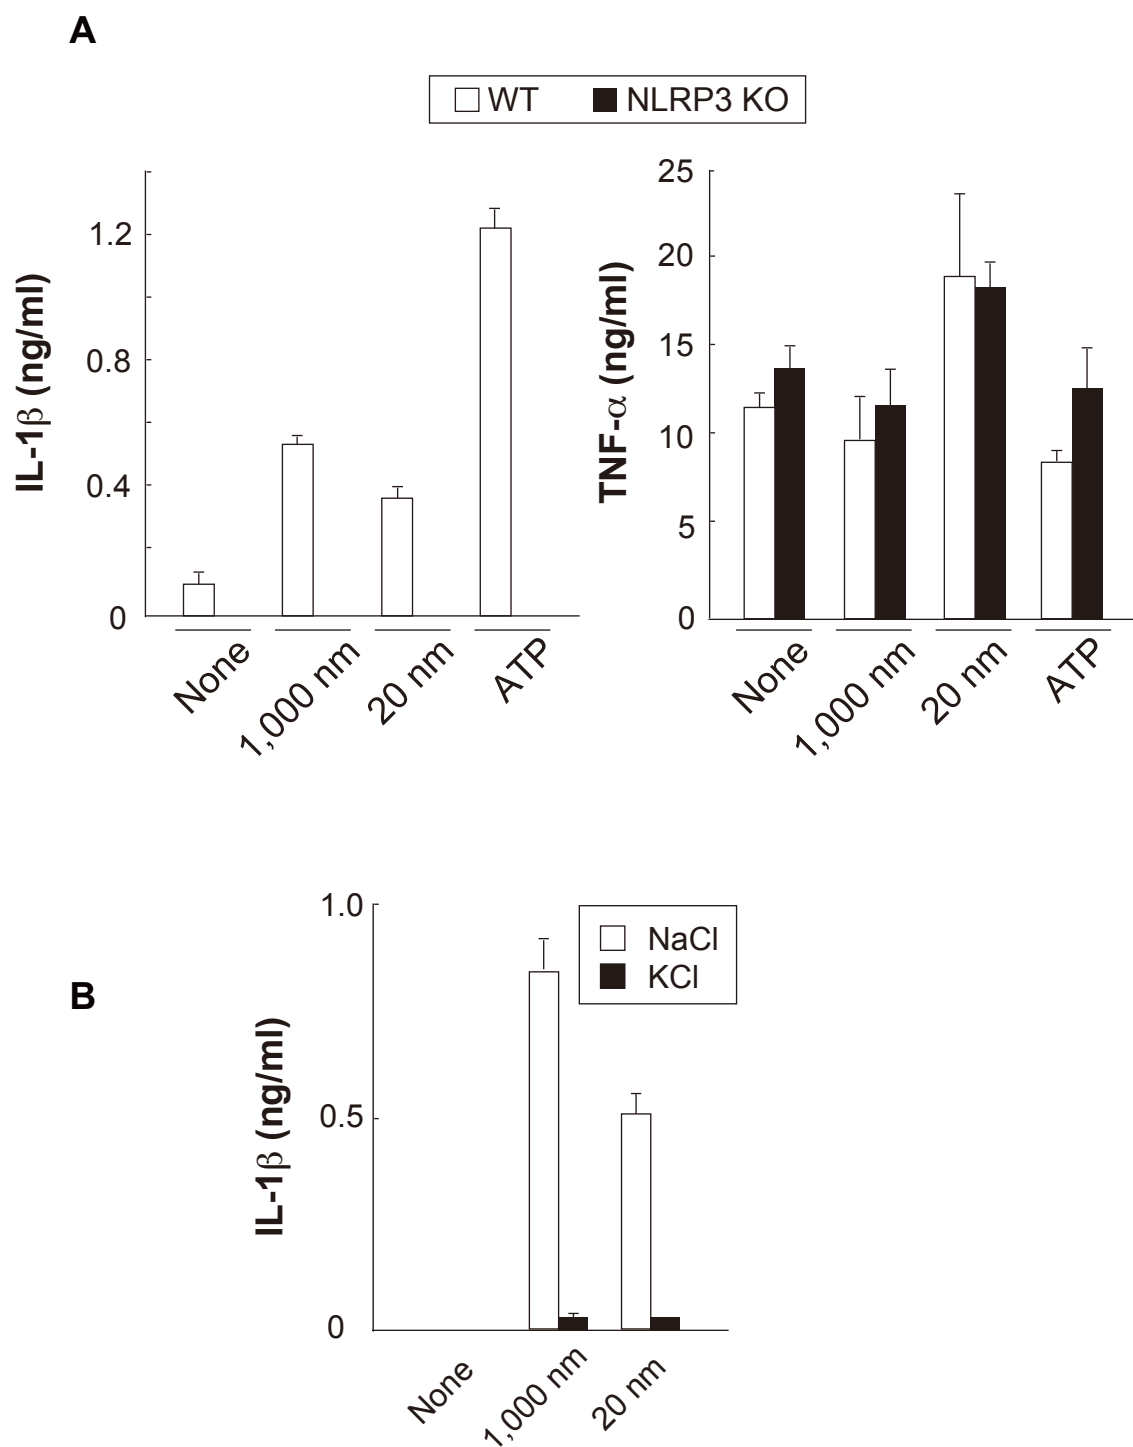 A
WT NLRP3 KO
IL-1β (ng/ml)
1.2
0.8
0.4
0
None
1,000 nm
20 nm
ATP
TNF-α (ng/ml)
25
20
15
10
5
0
None
1,000 nm
20 nm
ATP
B
IL-1β (ng/ml)
1.0
0.5
0
NaCl
KCl
None
1,000 nm
20 nm